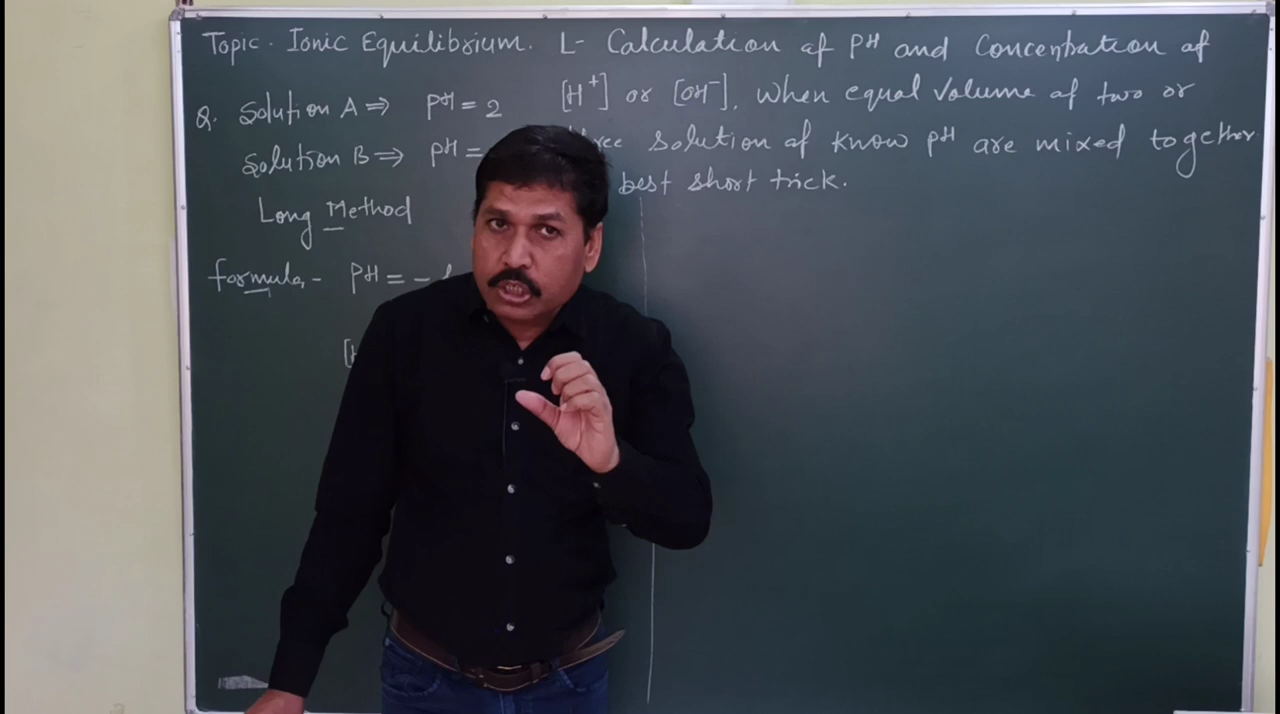 Topic. Ionic Equilibrium. L- Calculation of PH and Concentration of
[H+] or [OH-], when equal volume of two or
solution of know PH are mixed together
best short trick.
Q. Solution A ⇒ PH = 2
Solution B ⇒ PH =
Long Method
formula - PH = -